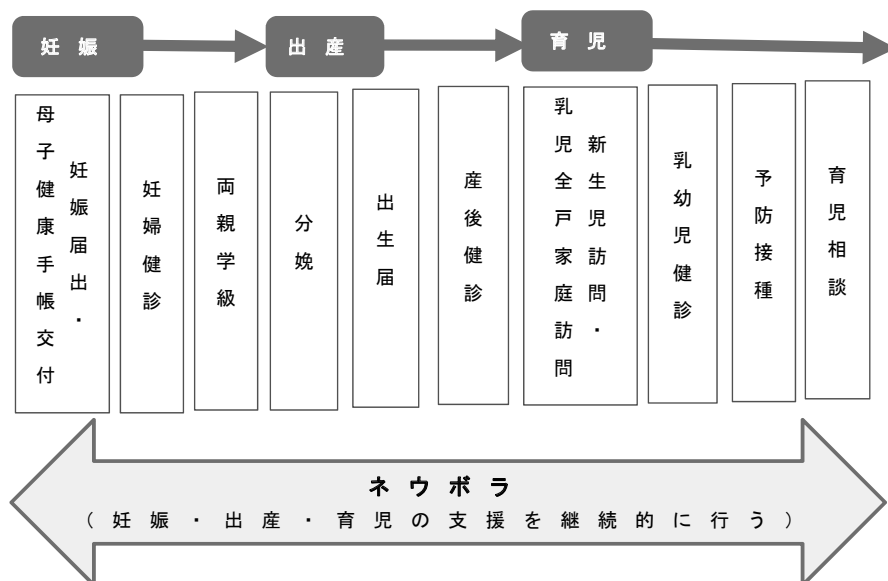 妊娠
出産
育児
妊娠届出・
母子健康手帳交付
妊婦健診
両親学級
分娩
出生届
産後健診
新生児訪問・
乳児全戸家庭訪問
乳幼児健診
予防接種
育児相談
ネウボラ
(妊娠・出産・育児の支援を継続的に行う)